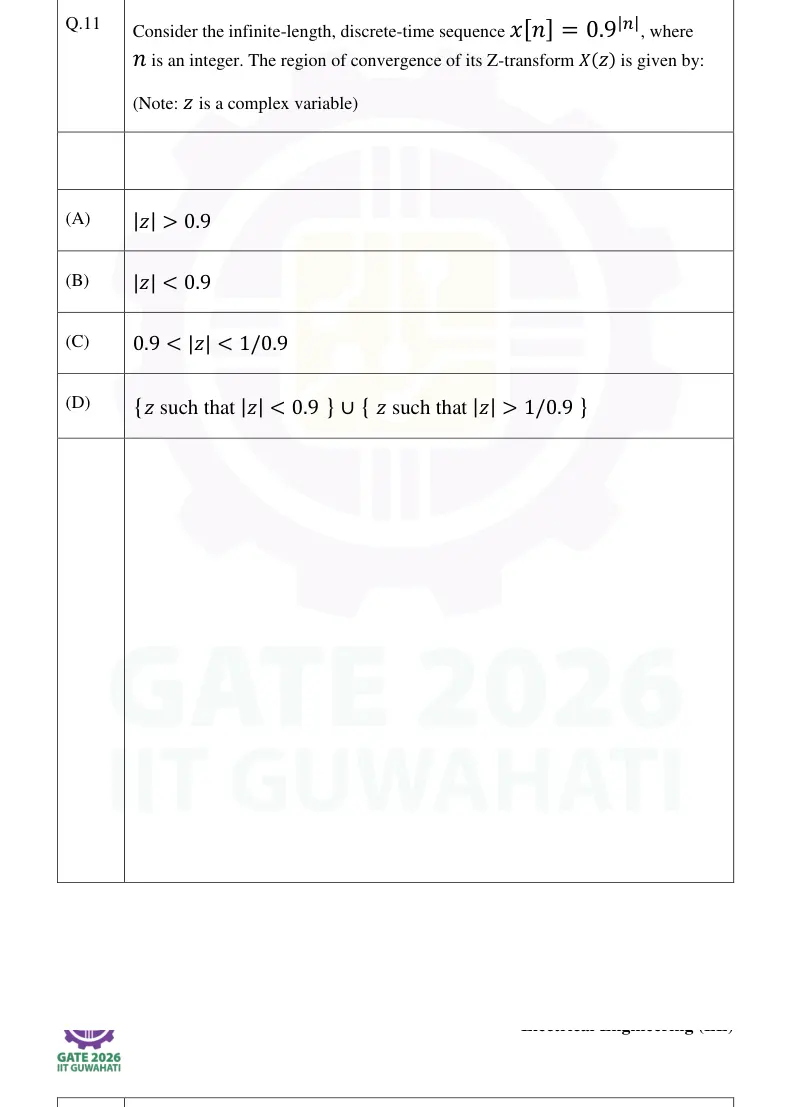 Q.11
Consider the infinite-length, discrete-time sequence x[n] = 0.9^{|n|}, where
n is an integer. The region of convergence of its Z-transform X(z) is given by:
(Note: z is a complex variable)
(A) |z| > 0.9
(B) |z| < 0.9
(C) 0.9 < |z| < 1/0.9
(D) { z such that |z| < 0.9 } ∪ { z such that |z| > 1/0.9 }
GATE 2026
IIT GUWAHATI
GATE 2026
IIT GUWAHATI